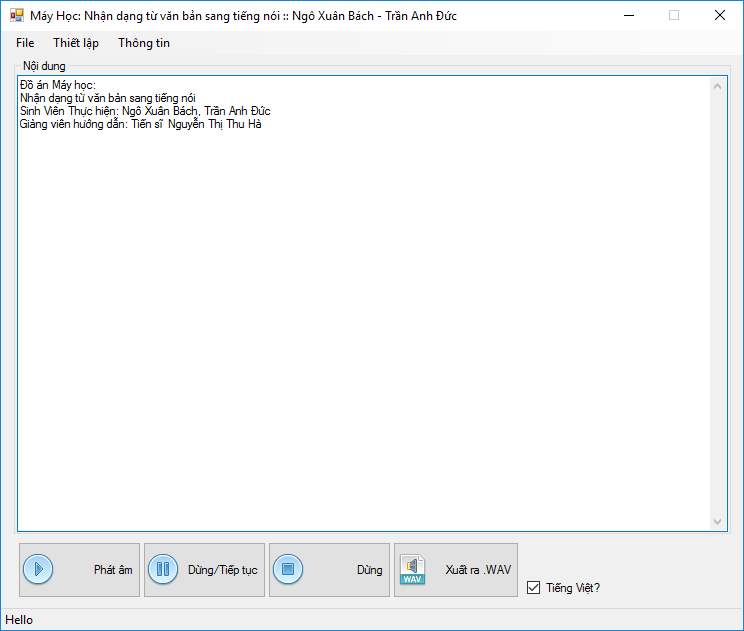 Máy Học: Nhận dạng từ văn bản sang tiếng nói :: Ngô Xuân Bách - Trần Anh Đức
File Thiết lập Thông tin
Nội dung
Đồ án Máy học:
Nhận dạng từ văn bản sang tiếng nói
Sinh Viên Thực hiện: Ngô Xuân Bách, Trần Anh Đức
Giảng viên hướng dẫn: Tiến sĩ Nguyễn Thị Thu Hà
Phát âm
Dừng/Tiếp tục
Dừng
WAV
Xuất ra .WAV
Tiếng Việt?
Hello